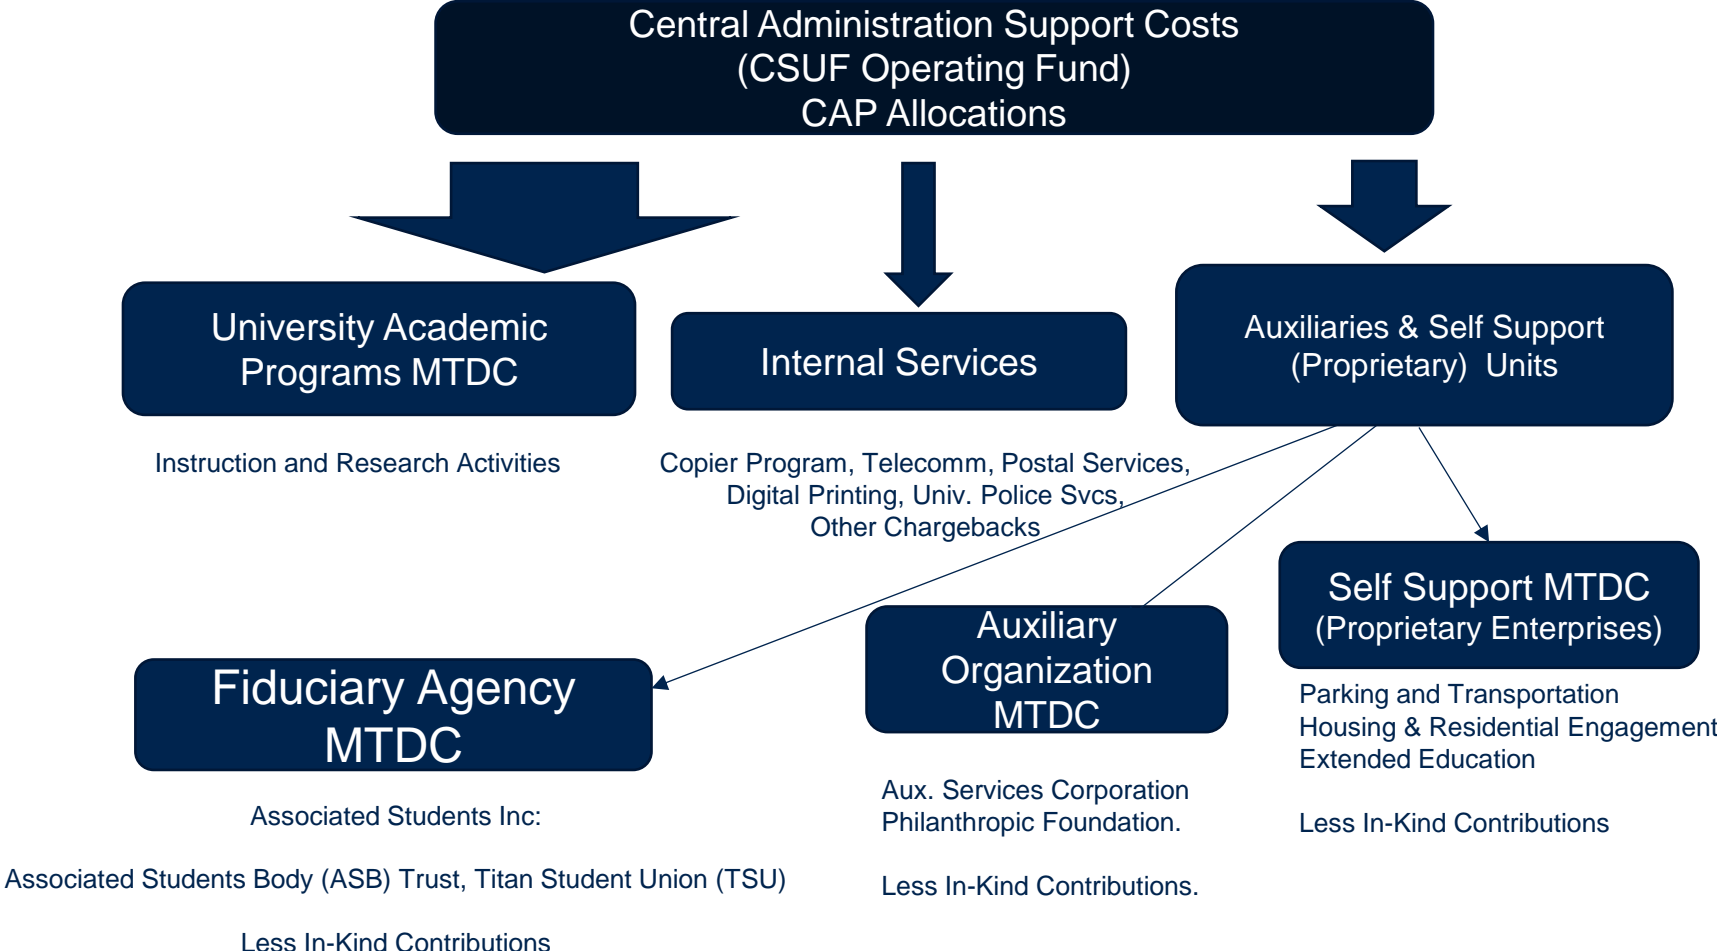 Central Administration Support Costs
(CSUF Operating Fund)
CAP Allocations
University Academic
Programs MTDC
Internal Services
Auxiliaries & Self Support
(Proprietary) Units
Instruction and Research Activities
Copier Program, Telecomm, Postal Services,
Digital Printing, Univ. Police Svcs,
Other Chargebacks
Fiduciary Agency
MTDC
Auxiliary
Organization
MTDC
Self Support MTDC
(Proprietary Enterprises)
Associated Students Inc:
Associated Students Body (ASB) Trust, Titan Student Union (TSU)
Less In-Kind Contributions
Aux. Services Corporation
Philanthropic Foundation.
Less In-Kind Contributions.
Parking and Transportation
Housing & Residential Engagement
Extended Education
Less In-Kind Contributions